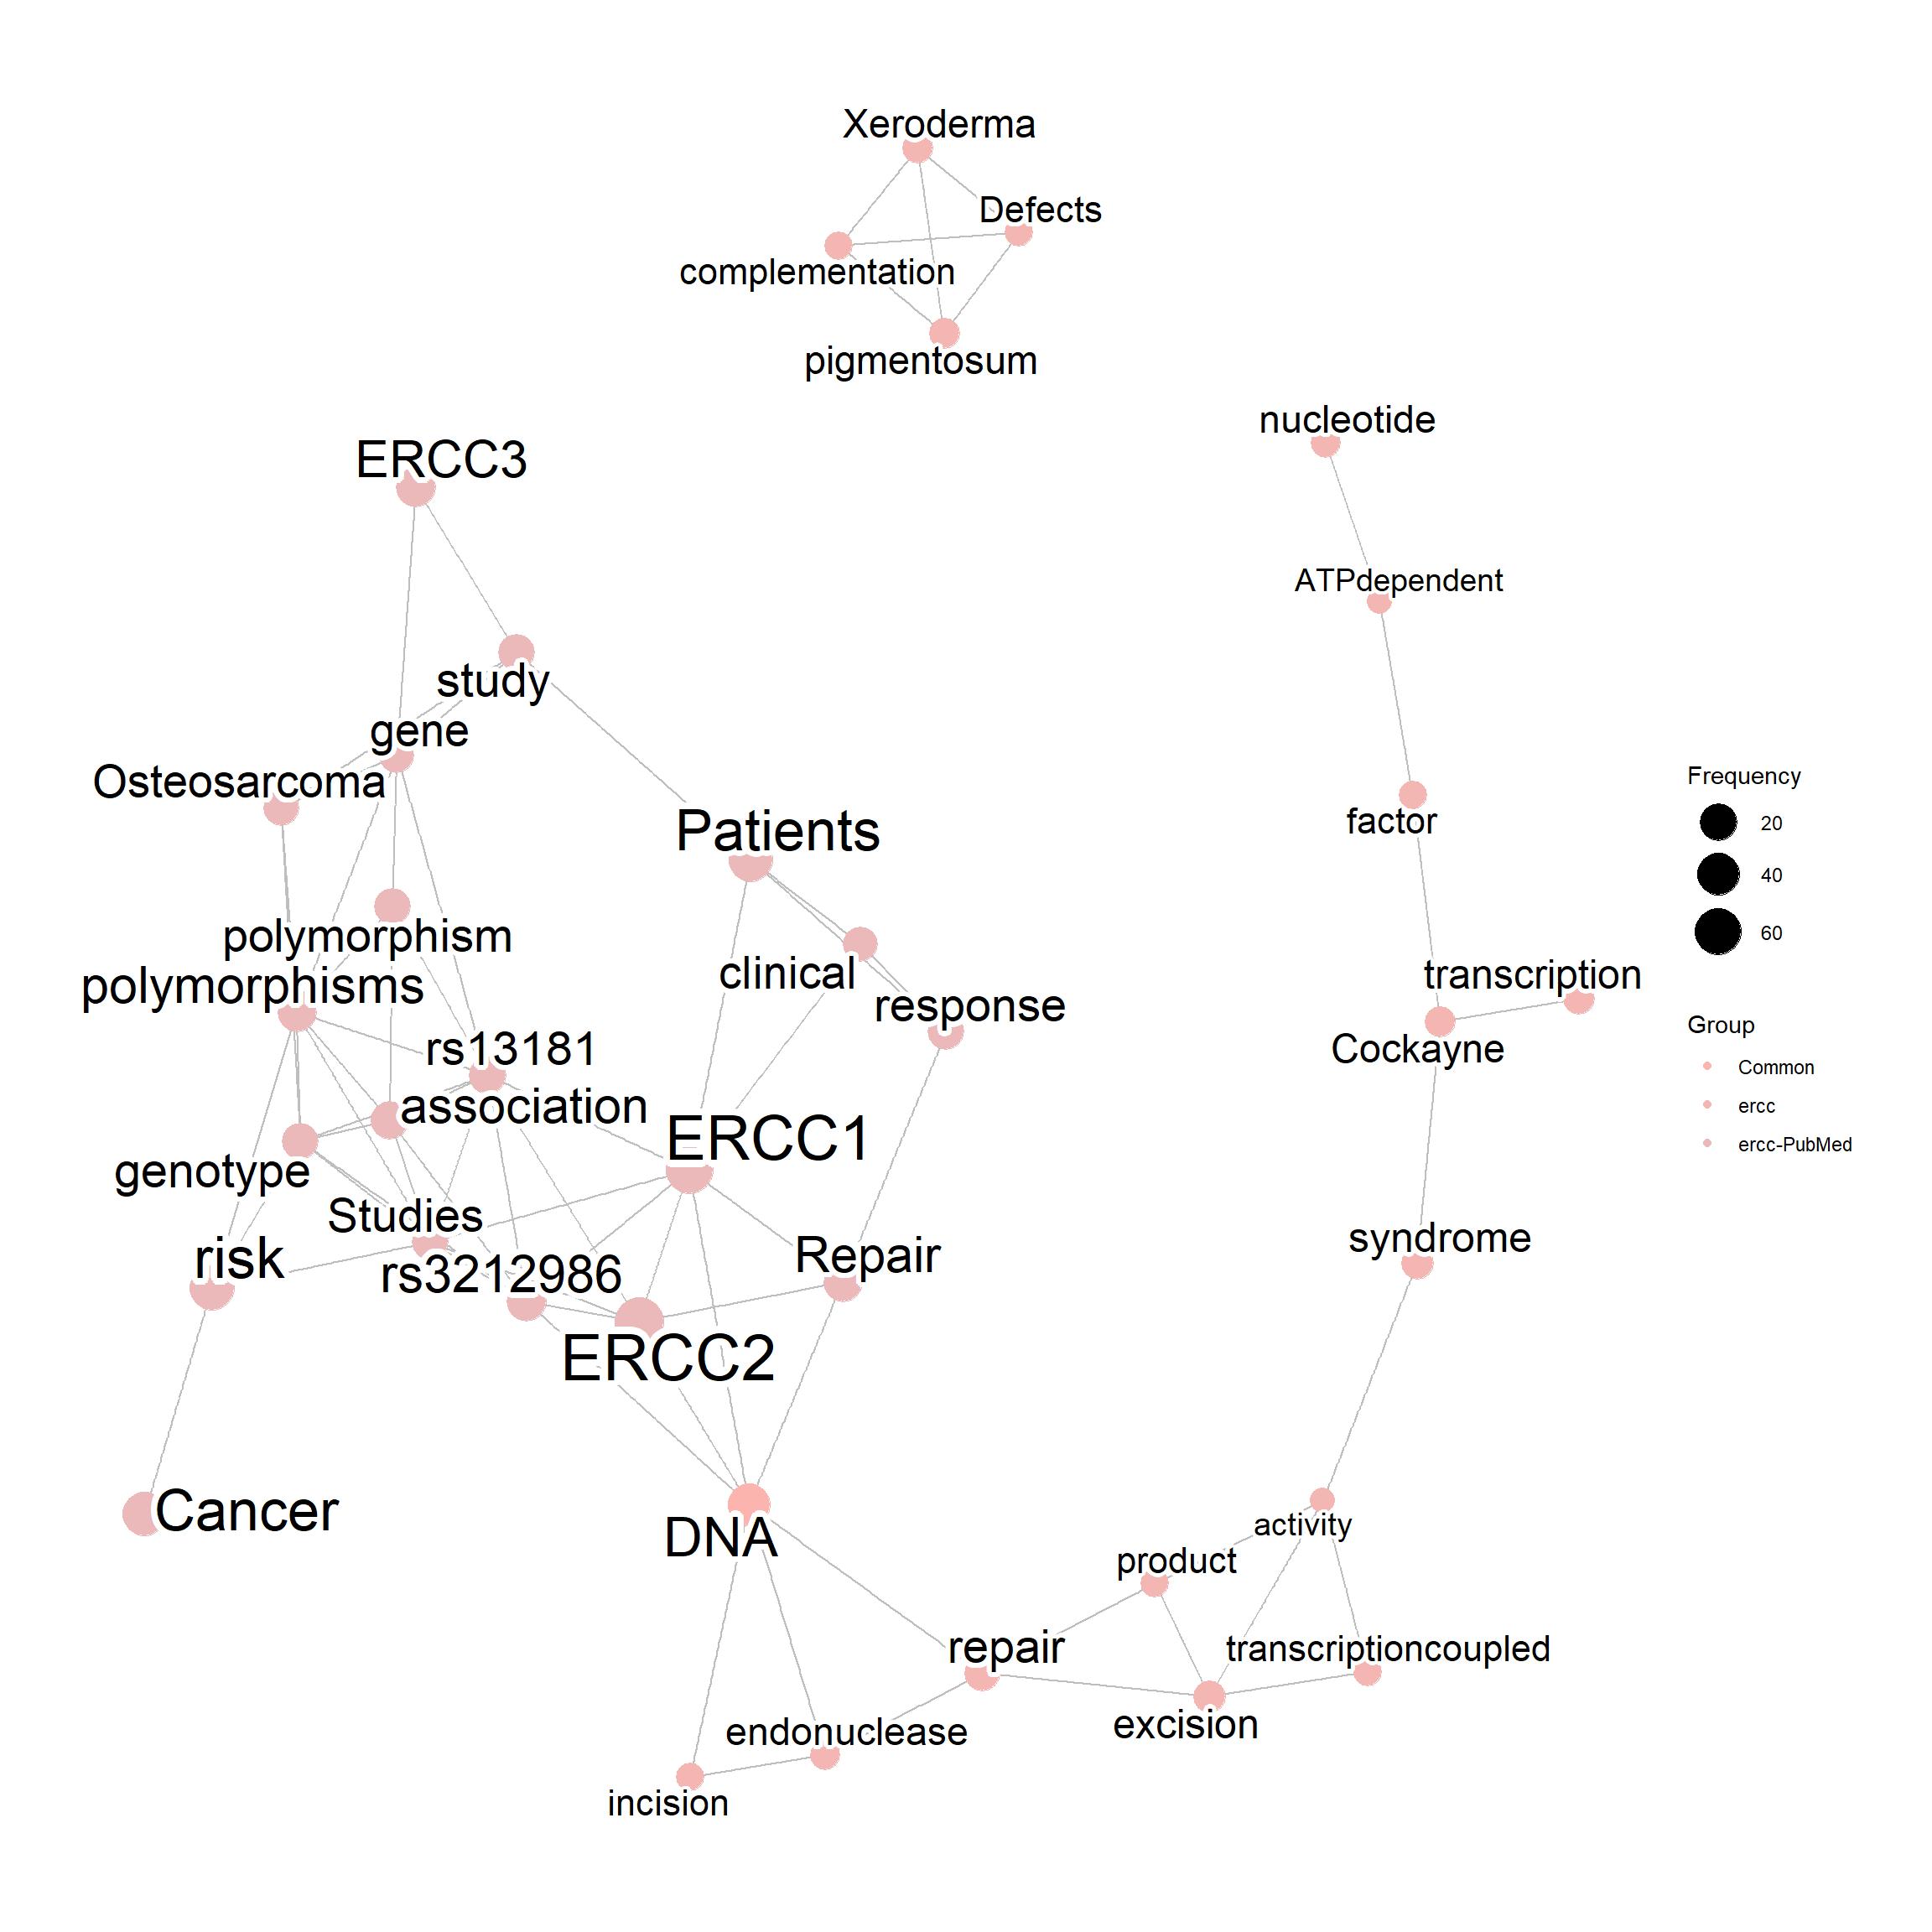 Xeroderma
Defects
complementation
pigmentosum
nucleotide
ERCC3
ATPdependent
study
gene
Osteosarcoma
Frequency
20
40
60
Patients
factor
polymorphism
polymorphisms
clinical
transcription
response
Group
Common
ercc
ercc-PubMed
rs13181
Cockayne
association
ERCC1
genotype
Studies
risk
Repair
syndrome
rs3212986
ERCC2
Cancer
DNA
activity
product
repair
transcriptioncoupled
excision
endonuclease
incision